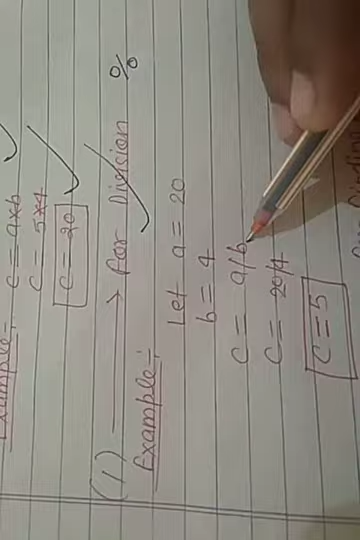 Example:
C = a×b
C = 5×4
C = 20
(1) → For Division %
Example:
Let a = 20
b = 4
C = a/b
C = 20/4
C = 5